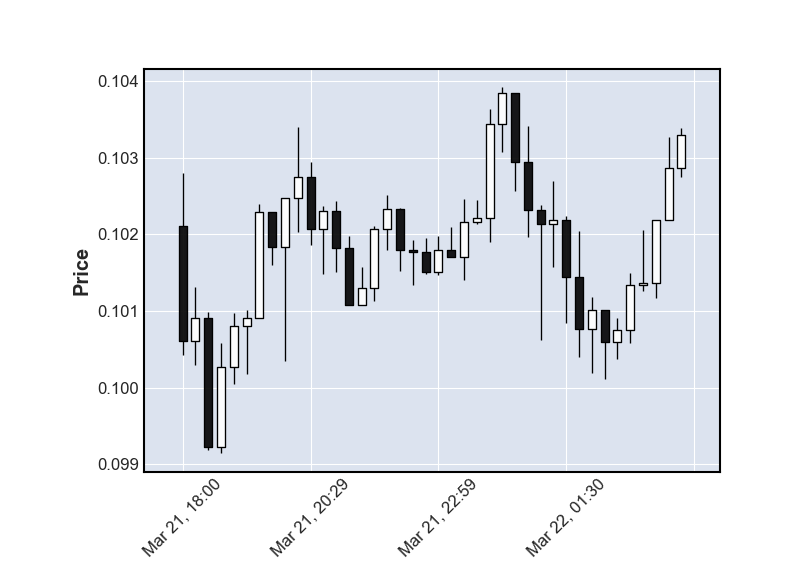 0.104
0.103
0.102
0.101
0.100
0.099
Price
Mar 21, 18:00
Mar 21, 20:29
Mar 21, 22:59
Mar 22, 01:30